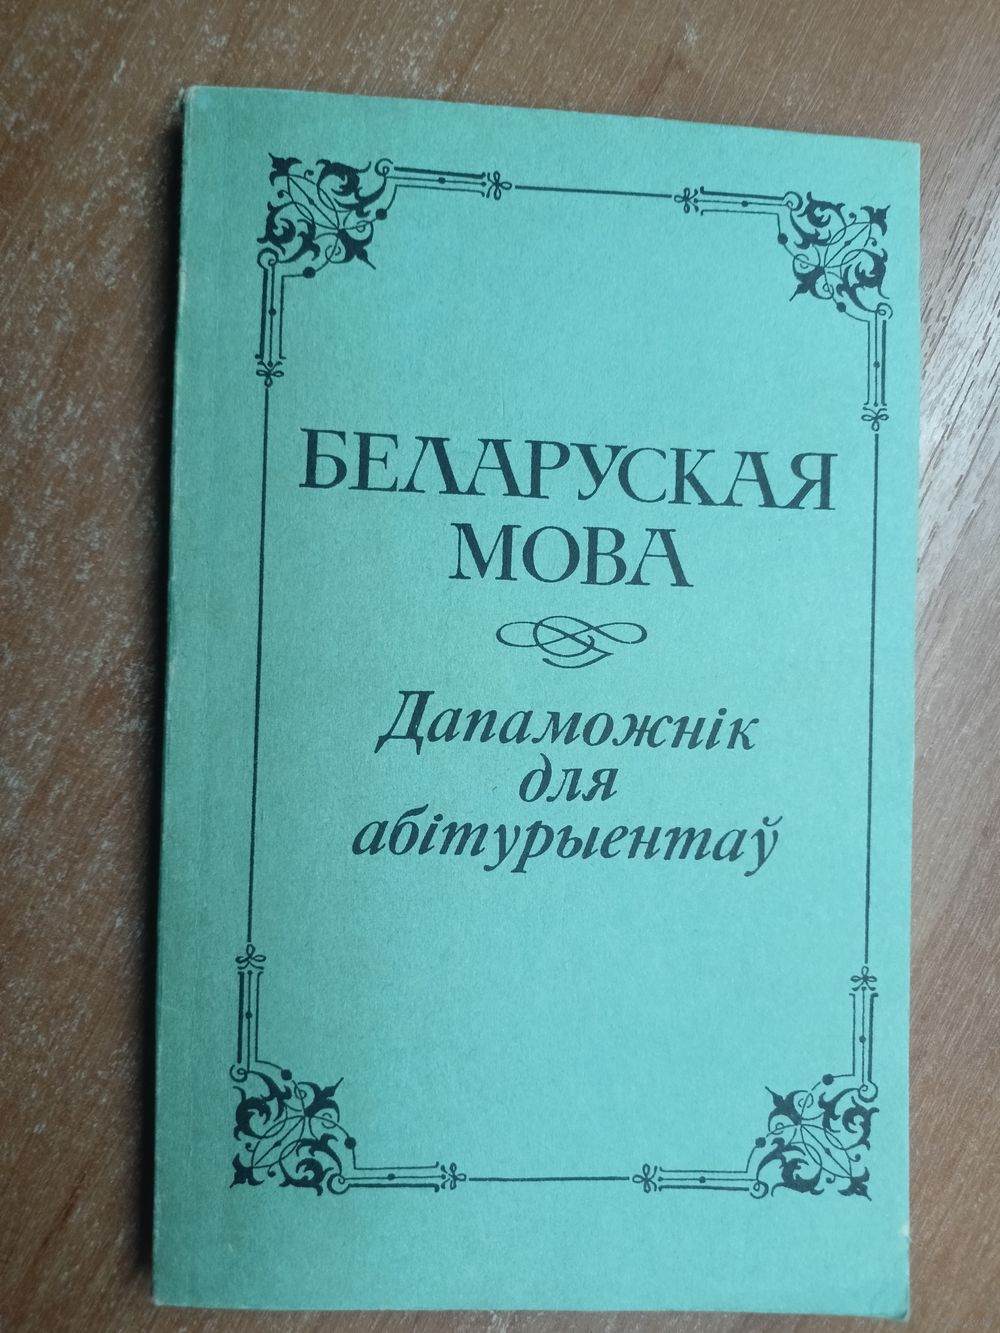 БЕЛАРУСКАЯ
МОВА
Дапаможнік
для
абітурыентаў